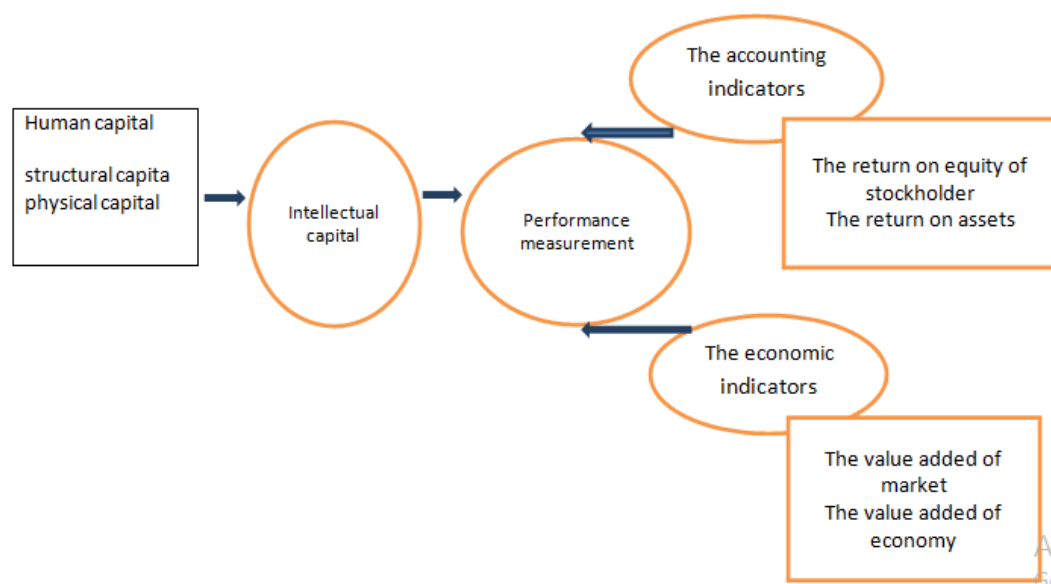 Human capital
structural capita
physical capital
Intellectual
capital
Performance
measurement
The accounting
indicators
The return on equity of
stockholder
The return on assets
The economic
indicators
The value added of
market
The value added of
economy